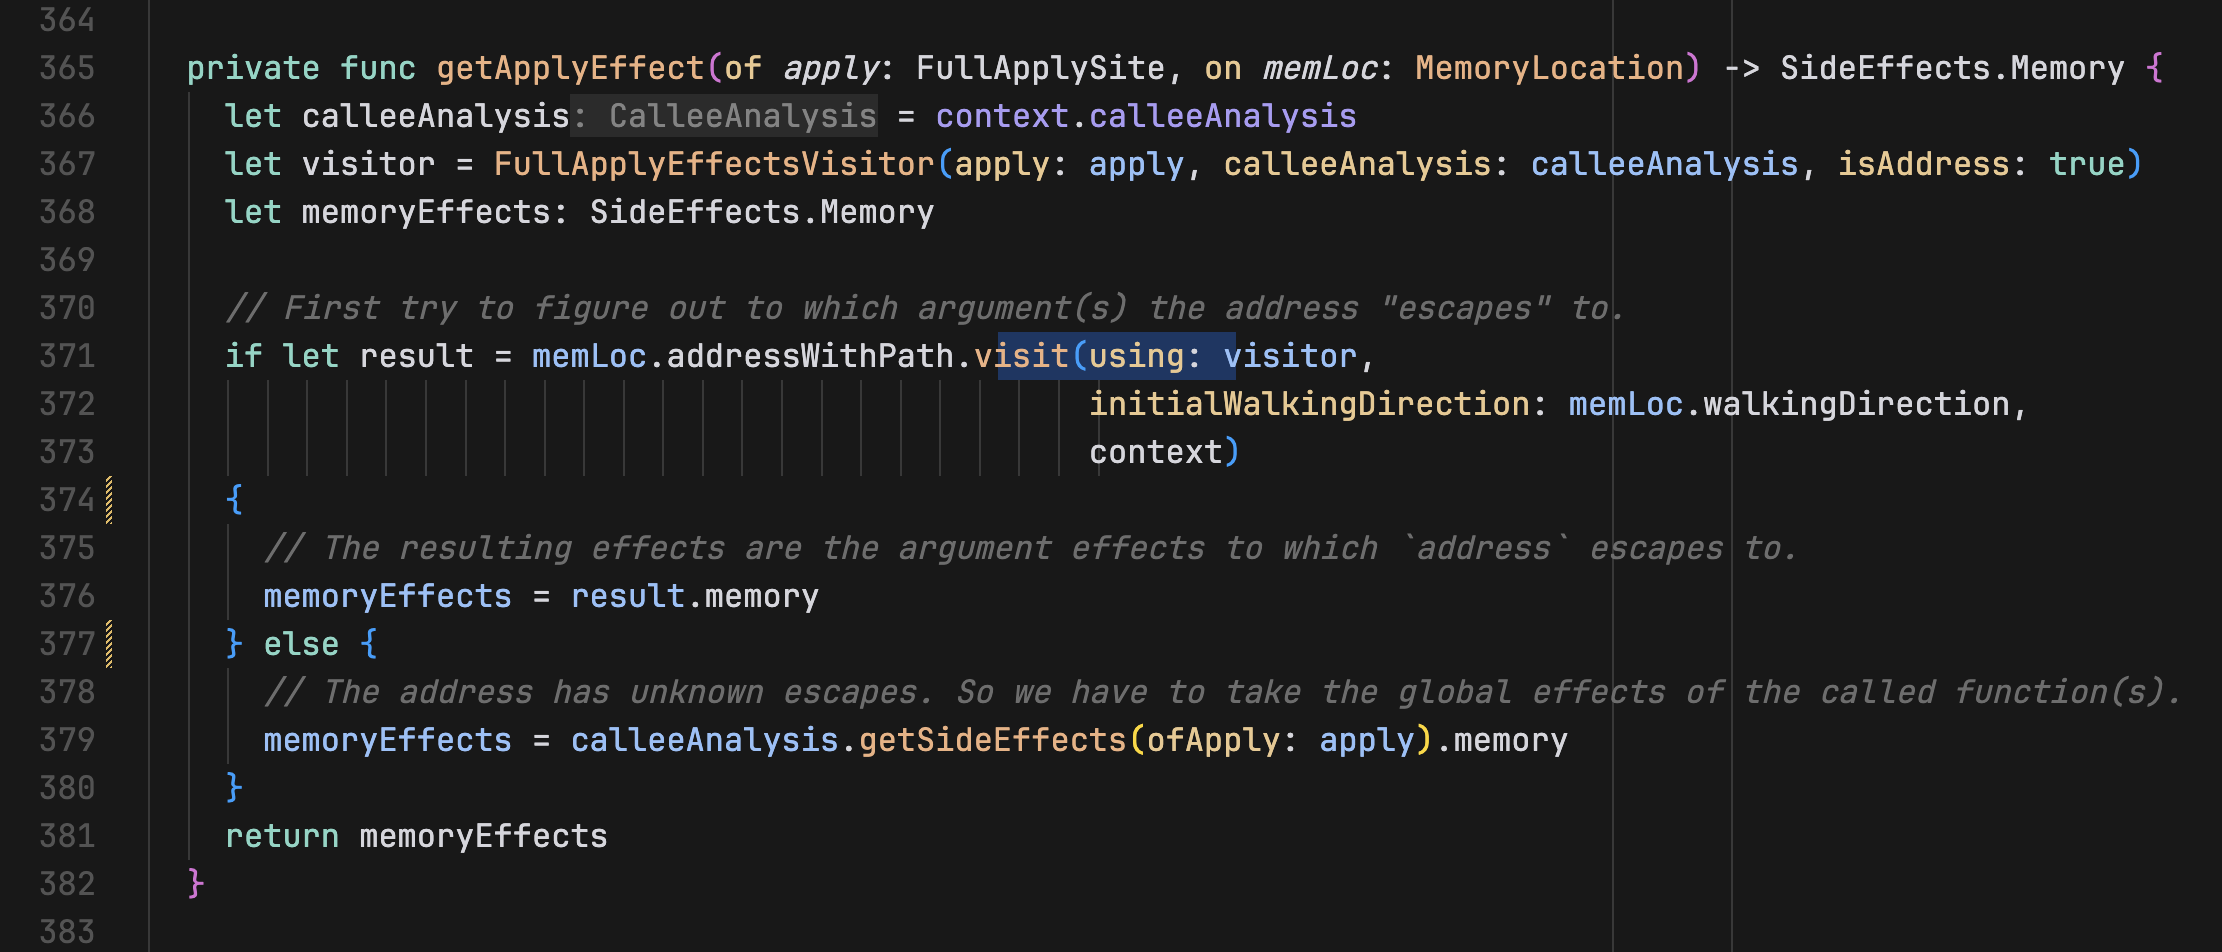 364
365 private func getApplyEffect(of apply: FullApplySite, on memLoc: MemoryLocation) -> SideEffects.Memory {
366 let calleeAnalysis: CalleeAnalysis = context.calleeAnalysis
367 let visitor = FullApplyEffectsVisitor(apply: apply, calleeAnalysis: calleeAnalysis, isAddress: true)
368 let memoryEffects: SideEffects.Memory
369
370 // First try to figure out to which argument(s) the address "escapes" to.
371 if let result = memLoc.addressWithPath.visit(using: visitor,
372 initialWalkingDirection: memLoc.walkingDirection,
373 context)
374 {
375 // The resulting effects are the argument effects to which `address` escapes to.
376 memoryEffects = result.memory
377 } else {
378 // The address has unknown escapes. So we have to take the global effects of the called function(s).
379 memoryEffects = calleeAnalysis.getSideEffects(ofApply: apply).memory
380 }
381 return memoryEffects
382 }
383